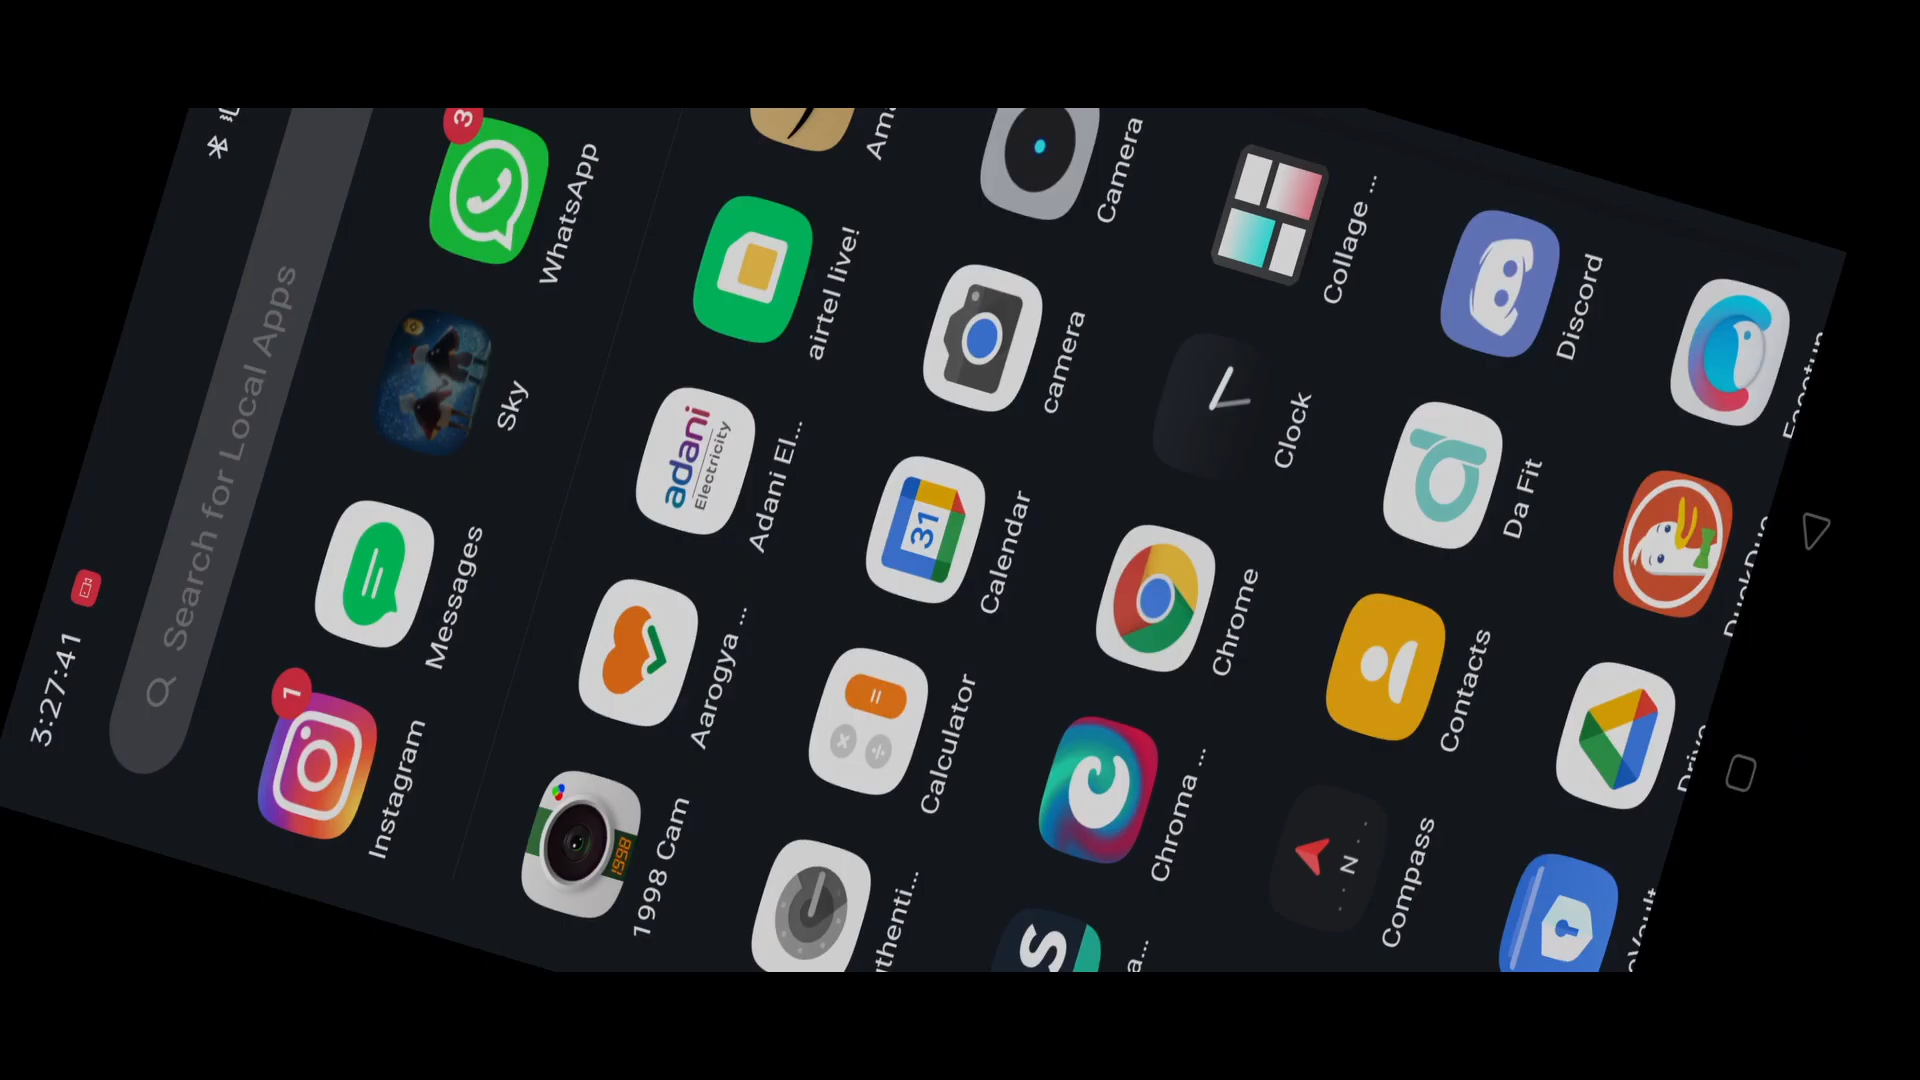 3:27:41
Search for Local Apps
1
3
Instagram
Messages
Sky
WhatsApp
1998
adani
Electricity
1998 Cam
Aarogya ...
Adani El...
airtel live!
31
Calculator
Calendar
camera
Camera
S
Chroma ...
Chrome
Clock
Collage ...
N
Compass
Contacts
Da Fit
Discord